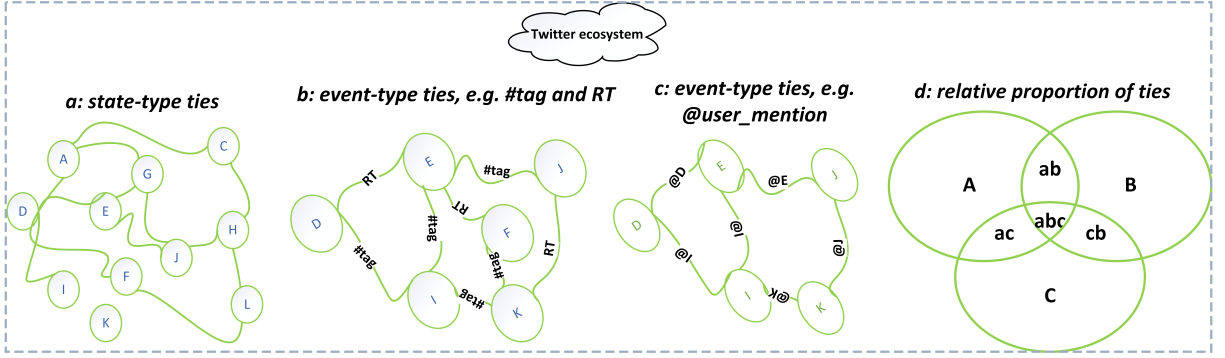 Twitter ecosystem
a: state-type ties
b: event-type ties, e.g. #tag and RT
c: event-type ties, e.g.
@user_mention
d: relative proportion of ties
A
C
G
D
E
H
J
F
I
L
K
E
J
RT
#tag
D
RT
F
#tag
#tag
#tag
RT
I
#tag
K
E
J
@D
@E
D
@I
@I
@J
I
@K
K
A
ab
B
abc
ac
cb
C